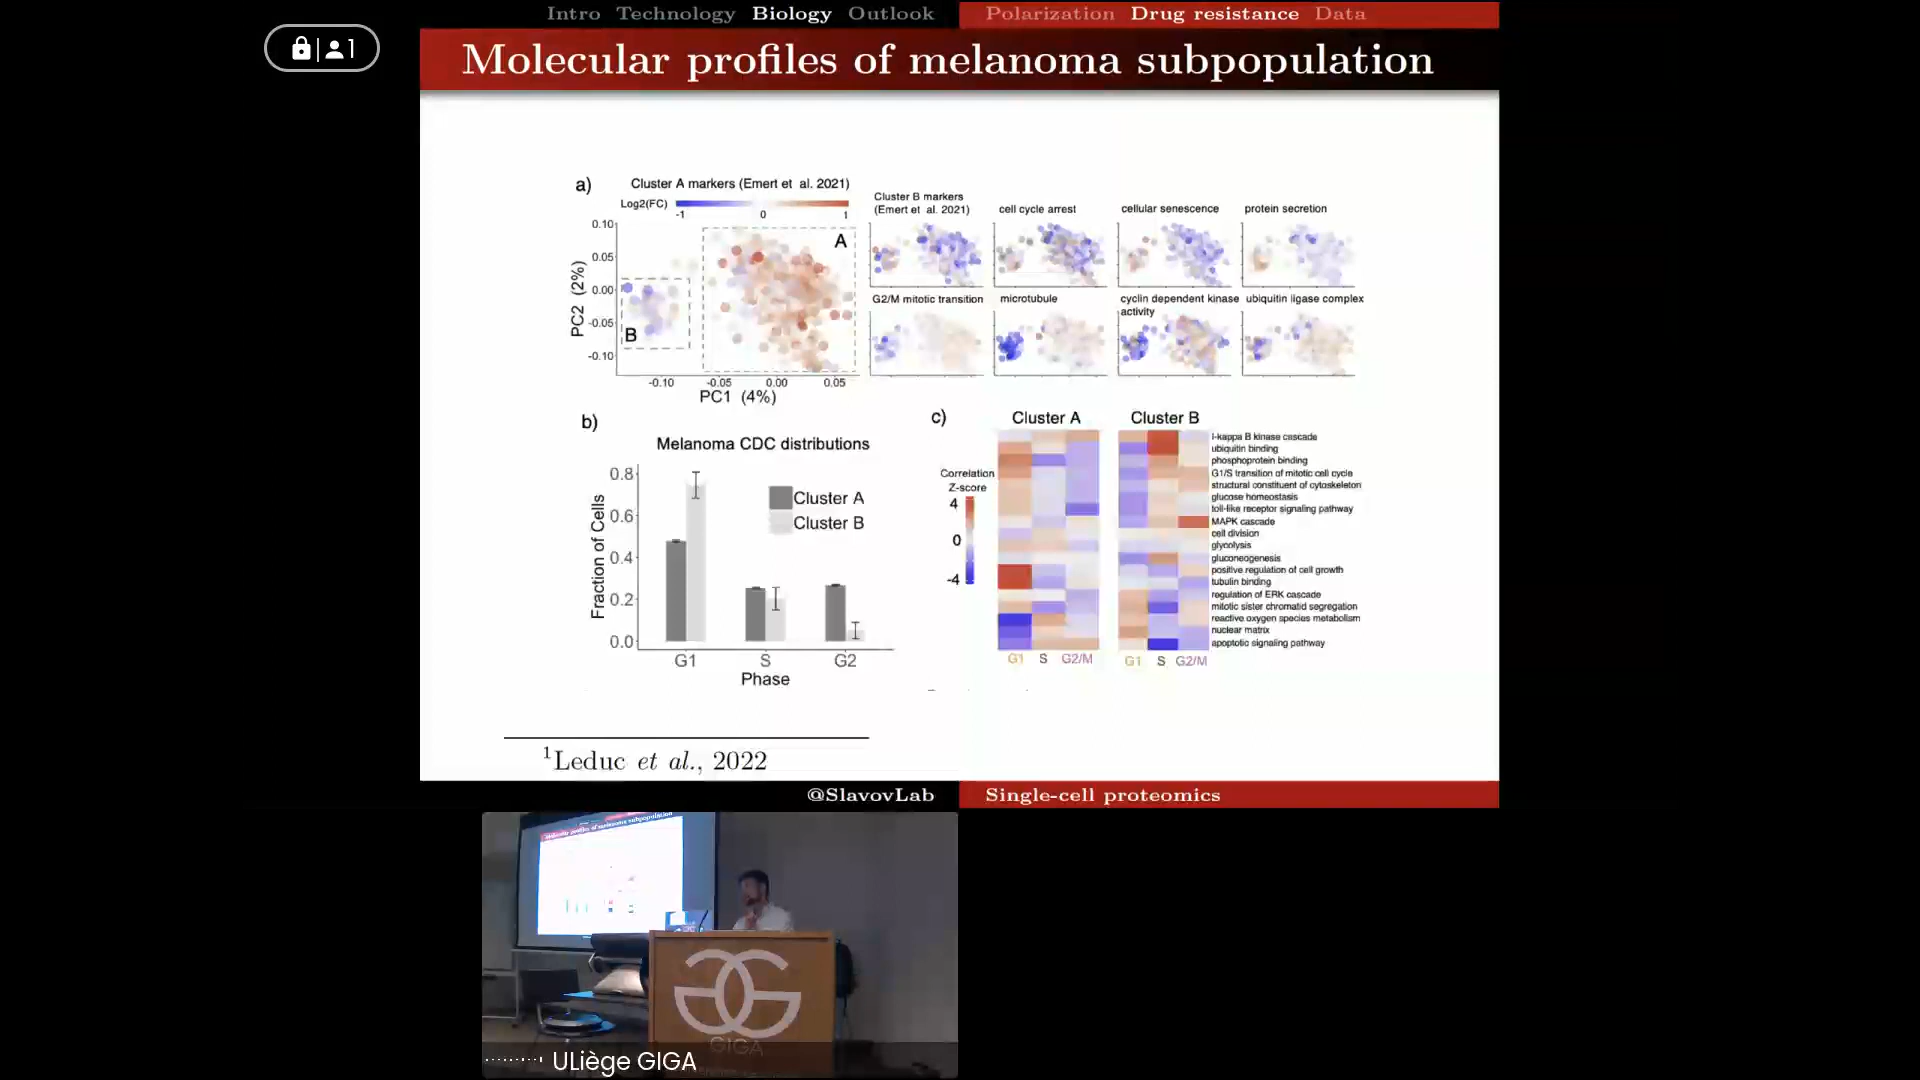 Intro Technology Biology Outlook
Polarization Drug resistance Data
1
Molecular profiles of melanoma subpopulation
a)
Cluster A markers (Emert et al. 2021)
Log2(FC)
-1 0 1
A
B
0.10
0.05
0.00
-0.05
-0.10
PC2 (2%)
-0.10 -0.05 0.00 0.05
PC1 (4%)
Cluster B markers
(Emert et al. 2021)
cell cycle arrest
cellular senescence
protein secretion
G2/M mitotic transition
microtubule
cyclin dependent kinase
activity
ubiquitin ligase complex
b)
Melanoma CDC distributions
Fraction of Cells
0.8
0.6
0.4
0.2
0.0
Cluster A
Cluster B
G1 S G2
Phase
c)
Cluster A Cluster B
Correlation
Z-score
4
0
-4
I-kappa B kinase cascade
ubiquitin binding
phosphoprotein binding
G1/S transition of mitotic cell cycle
structural constituent of cytoskeleton
glucose homeostasis
toll-like receptor signaling pathway
MAPK cascade
cell division
glycolysis
gluconeogenesis
positive regulation of cell growth
tubulin binding
regulation of ERK cascade
mitotic sister chromatid segregation
reactive oxygen species metabolism
nuclear matrix
apoptotic signaling pathway
G1 S G2/M G1 S G2/M
1Leduc et al., 2022
@SlavovLab Single-cell proteomics
Molecular profiles of melanoma subpopulation
GIGA
ULiège GIGA